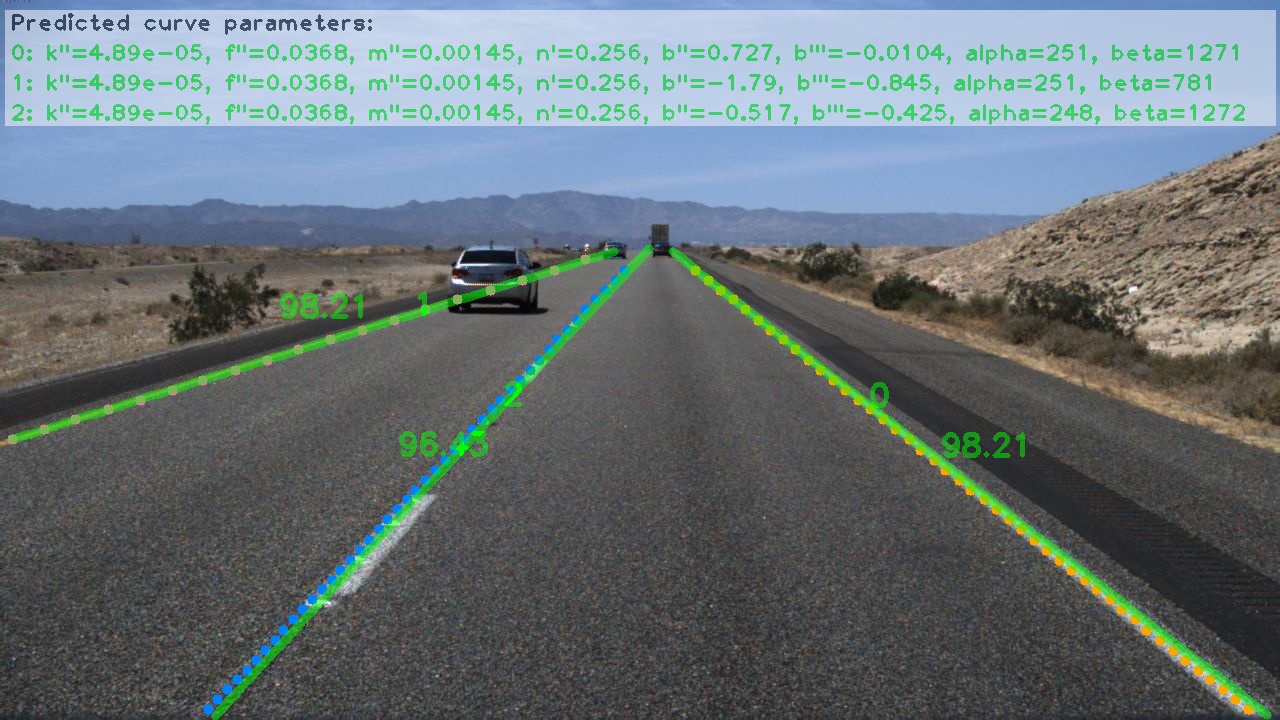 Predicted curve parameters:
0: k''=4.89e-05, f''=0.0368, m''=0.00145, n'=0.256, b''=0.727, b'''=-0.0104, alpha=251, beta=1271
1: k''=4.89e-05, f''=0.0368, m''=0.00145, n'=0.256, b''=-1.79, b'''=-0.845, alpha=251, beta=781
2: k''=4.89e-05, f''=0.0368, m''=0.00145, n'=0.256, b''=-0.517, b'''=-0.425, alpha=248, beta=1272
98.21 1
2 0
96.43 98.21